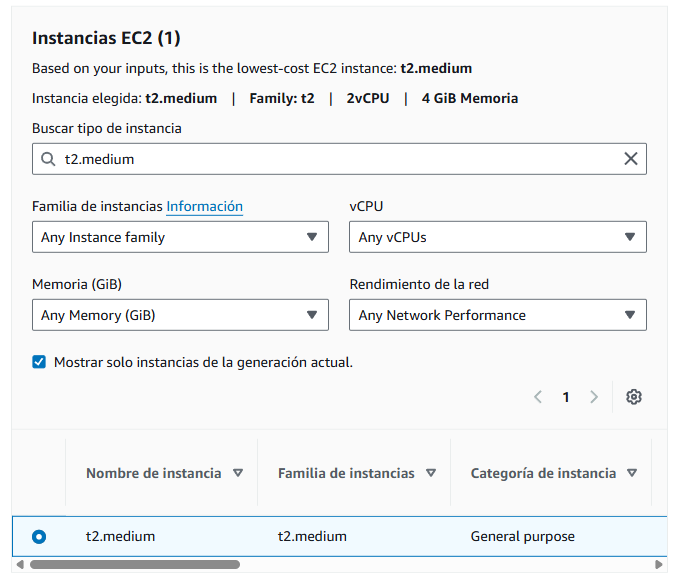 Instancias EC2 (1)
Based on your inputs, this is the lowest-cost EC2 instance: t2.medium
Instancia elegida: t2.medium | Family: t2 | 2vCPU | 4 GiB Memoria
Buscar tipo de instancia
t2.medium
Familia de instancias Información
vCPU
Any Instance family
Any vCPUs
Memoria (GiB)
Rendimiento de la red
Any Memory (GiB)
Any Network Performance
Mostrar solo instancias de la generación actual.
1
Nombre de instancia
Familia de instancias
Categoría de instancia
t2.medium
t2.medium
General purpose